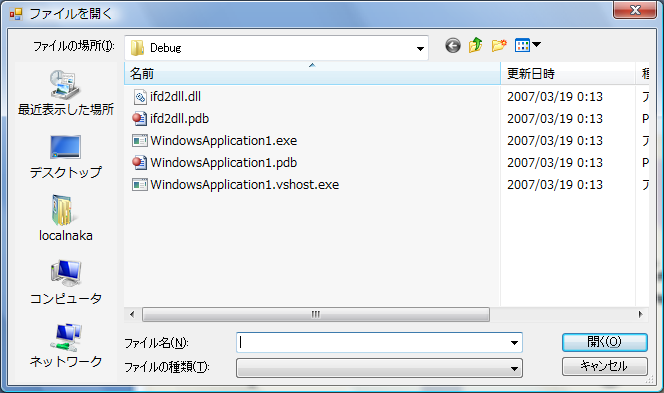 ファイルを開く
ファイルの場所(I):
Debug
名前
更新日時
ifd2dll.dll
2007/03/19 0:13
ifd2dll.pdb
2007/03/19 0:13
P
WindowsApplication1.exe
2007/03/19 0:13
WindowsApplication1.pdb
2007/03/19 0:13
P
WindowsApplication1.vshost.exe
2007/03/19 0:13
最近表示した場所
デスクトップ
localnaka
コンピュータ
ネットワーク
ファイル名(N):
開く(O)
ファイルの種類(T):
キャンセル